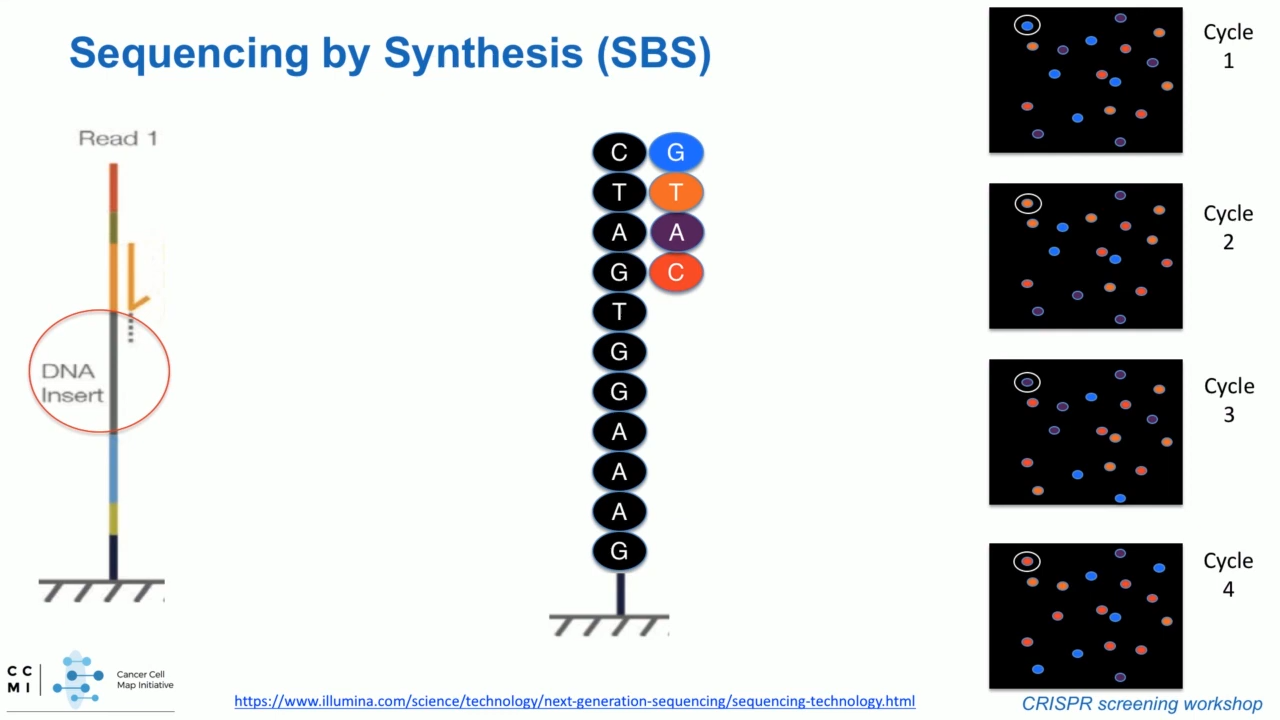 Sequencing by Synthesis (SBS)
Read 1
DNA
Insert
C G
T T
A A
G C
T
G
G
A
A
A
G
Cycle
1
Cycle
2
Cycle
3
Cycle
4
C C
M I
Cancer Cell
Map Initiative
https://www.illumina.com/science/technology/next-generation-sequencing/sequencing-technology.html
CRISPR screening workshop